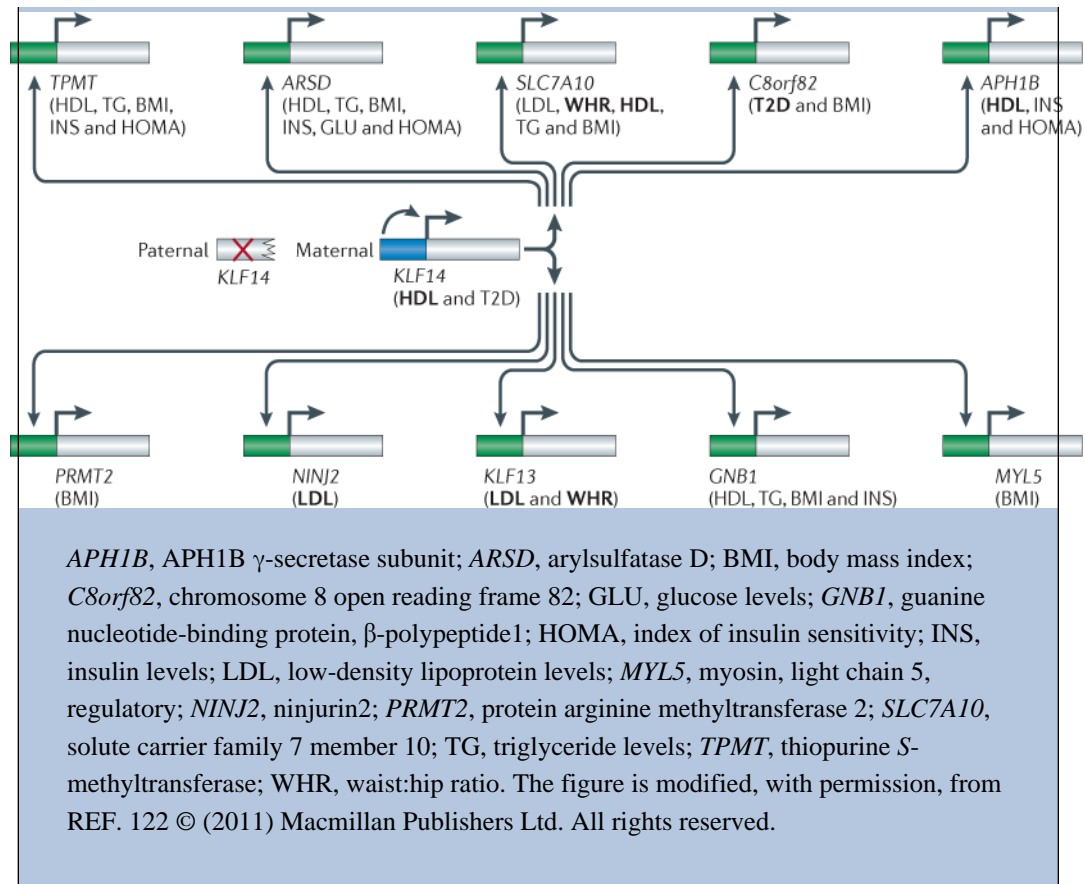 TPMT
(HDL, TG, BMI,
INS and HOMA)
ARSD
(HDL, TG, BMI,
INS, GLU and HOMA)
SLC7A10
(LDL, WHR, HDL,
TG and BMI)
C8orf82
(T2D and BMI)
APH1B
(HDL, INS
and HOMA)
Paternal
KLF14
Maternal
KLF14
(HDL and T2D)
PRMT2
(BMI)
NINJ2
(LDL)
KLF13
(LDL and WHR)
GNB1
(HDL, TG, BMI and INS)
MYL5
(BMI)
APH1B, APH1B γ-secretase subunit; ARSD, arylsulfatase D; BMI, body mass index;
C8orf82, chromosome 8 open reading frame 82; GLU, glucose levels; GNB1, guanine
nucleotide-binding protein, β-polypeptide1; HOMA, index of insulin sensitivity; INS,
insulin levels; LDL, low-density lipoprotein levels; MYL5, myosin, light chain 5,
regulatory; NINJ2, ninjurin2; PRMT2, protein arginine methyltransferase 2; SLC7A10,
solute carrier family 7 member 10; TG, triglyceride levels; TPMT, thiopurine S-
methyltransferase; WHR, waist:hip ratio. The figure is modified, with permission, from
REF. 122 © (2011) Macmillan Publishers Ltd. All rights reserved.